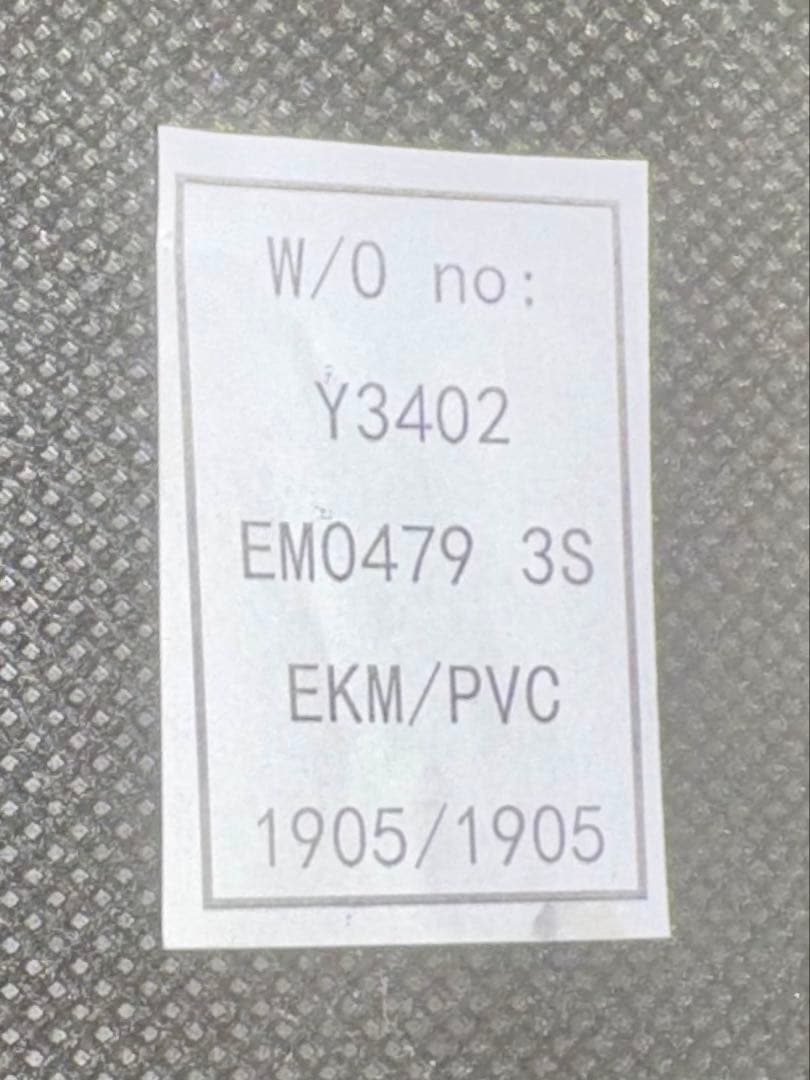 W/O no:
Y3402
EM0479 3S
EKM/PVC
1905/1905